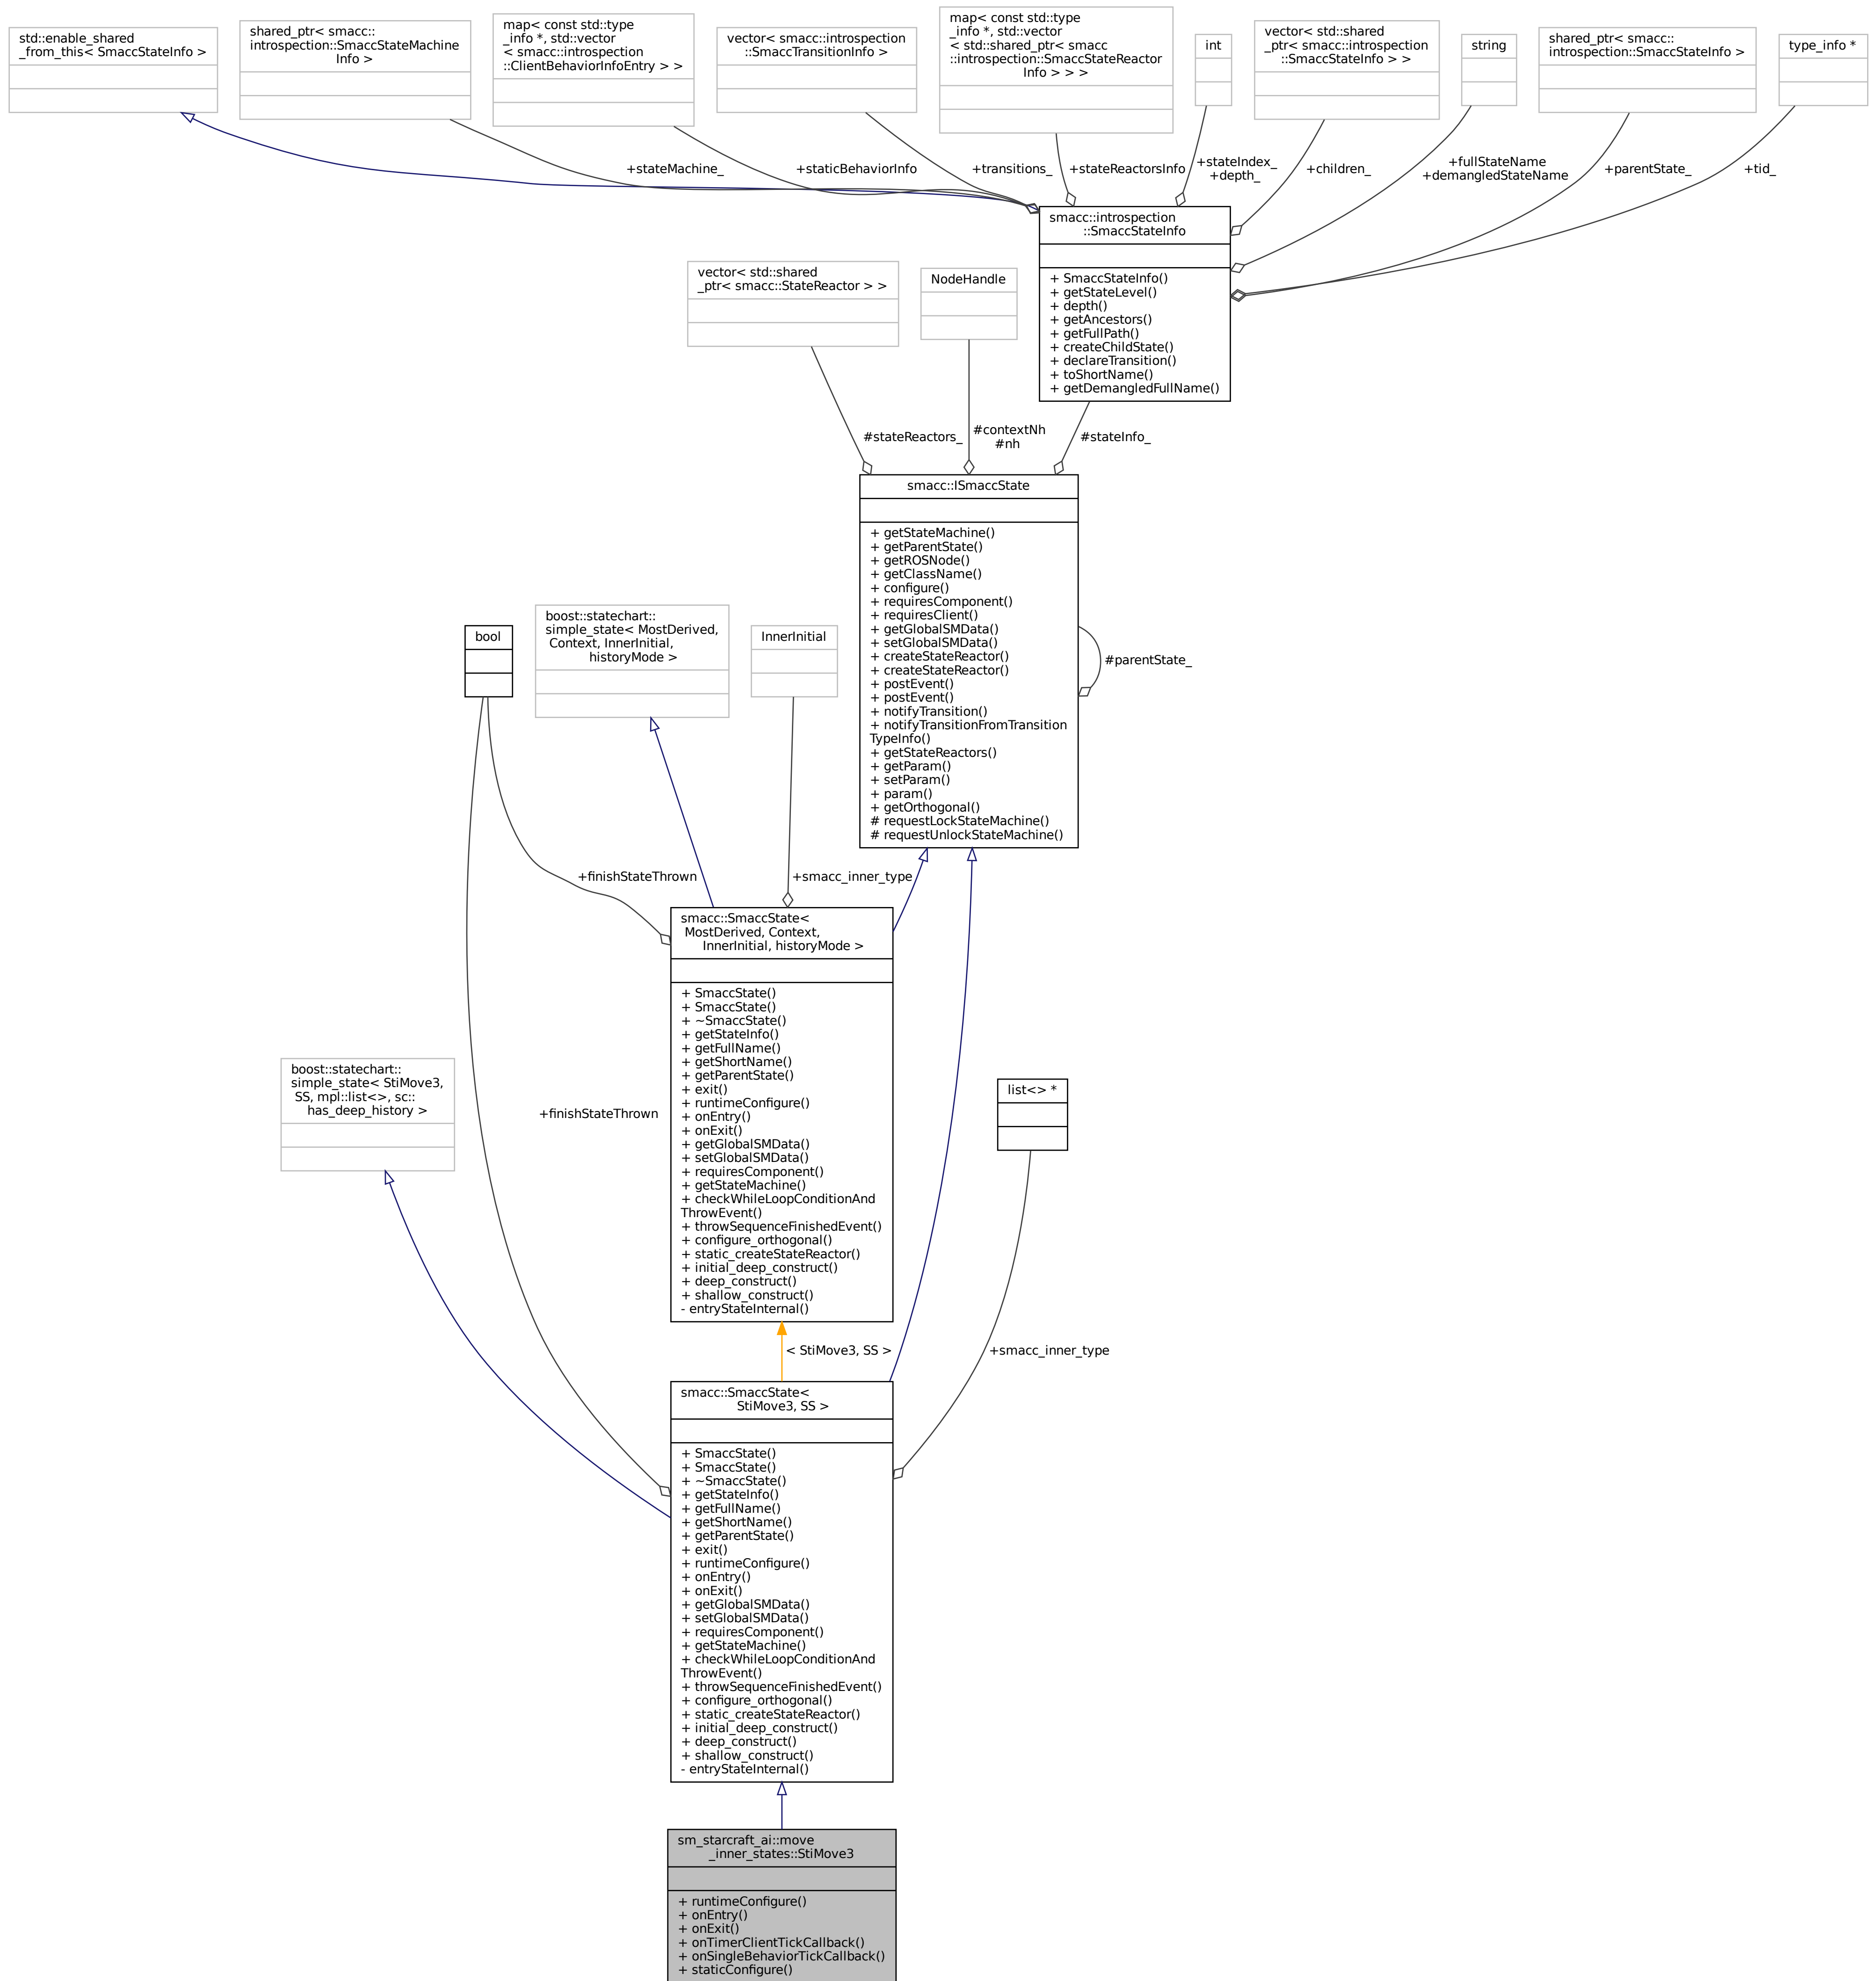 std::enable_shared
_from_this< SmaccStateInfo >
shared_ptr< smacc::
introspection::SmaccStateMachine
Info >
map< const std::type
_info *, std::vector
< smacc::introspection
::ClientBehaviorInfoEntry > >
vector< smacc::introspection
::SmaccTransitionInfo >
map< const std::type
_info *, std::vector
< std::shared_ptr< smacc
::introspection::SmaccStateReactor
Info > > >
int
vector< std::shared
_ptr< smacc::introspection
::SmaccStateInfo > >
string
shared_ptr< smacc::
introspection::SmaccStateInfo >
type_info *
+stateMachine_
+staticBehaviorInfo
+transitions_
+stateReactorsInfo
+stateIndex_
+depth_
+children_
+fullStateName
+demangledStateName
+parentState_
+tid_
smacc::introspection
::SmaccStateInfo
+ SmaccStateInfo()
+ getStateLevel()
+ depth()
+ getAncestors()
+ getFullPath()
+ createChildState()
+ declareTransition()
+ toShortName()
+ getDemangledFullName()
vector< std::shared
_ptr< smacc::StateReactor > >
NodeHandle
#stateReactors_
#contextNh
#nh
#stateInfo_
smacc::ISmaccState
+ getStateMachine()
+ getParentState()
+ getROSNode()
+ getClassName()
+ configure()
+ requiresComponent()
+ requiresClient()
+ getGlobalSMData()
+ setGlobalSMData()
+ createStateReactor()
+ createStateReactor()
+ postEvent()
+ postEvent()
+ notifyTransition()
+ notifyTransitionFromTransition
TypeInfo()
+ getStateReactors()
+ getParam()
+ setParam()
+ param()
+ getOrthogonal()
# requestLockStateMachine()
# requestUnlockStateMachine()
#parentState_
bool
boost::statechart::
simple_state< MostDerived,
Context, InnerInitial,
historyMode >
InnerInitial
+finishStateThrown
+smacc_inner_type
smacc::SmaccState<
MostDerived, Context,
InnerInitial, historyMode >
+ SmaccState()
+ SmaccState()
+ ~SmaccState()
+ getStateInfo()
+ getFullName()
+ getShortName()
+ getParentState()
+ exit()
+ runtimeConfigure()
+ onEntry()
+ onExit()
+ getGlobalSMData()
+ setGlobalSMData()
+ requiresComponent()
+ getStateMachine()
+ checkWhileLoopConditionAnd
ThrowEvent()
+ throwSequenceFinishedEvent()
+ configure_orthogonal()
+ static_createStateReactor()
+ initial_deep_construct()
+ deep_construct()
+ shallow_construct()
- entryStateInternal()
boost::statechart::
simple_state< StiMove3,
SS, mpl::list<>, sc::
has_deep_history >
+finishStateThrown
list<> *
< StiMove3, SS >
+smacc_inner_type
smacc::SmaccState<
StiMove3, SS >
+ SmaccState()
+ SmaccState()
+ ~SmaccState()
+ getStateInfo()
+ getFullName()
+ getShortName()
+ getParentState()
+ exit()
+ runtimeConfigure()
+ onEntry()
+ onExit()
+ getGlobalSMData()
+ setGlobalSMData()
+ requiresComponent()
+ getStateMachine()
+ checkWhileLoopConditionAnd
ThrowEvent()
+ throwSequenceFinishedEvent()
+ configure_orthogonal()
+ static_createStateReactor()
+ initial_deep_construct()
+ deep_construct()
+ shallow_construct()
- entryStateInternal()
sm_starcraft_ai::move
_inner_states::StiMove3
+ runtimeConfigure()
+ onEntry()
+ onExit()
+ onTimerClientTickCallback()
+ onSingleBehaviorTickCallback()
+ staticConfigure()